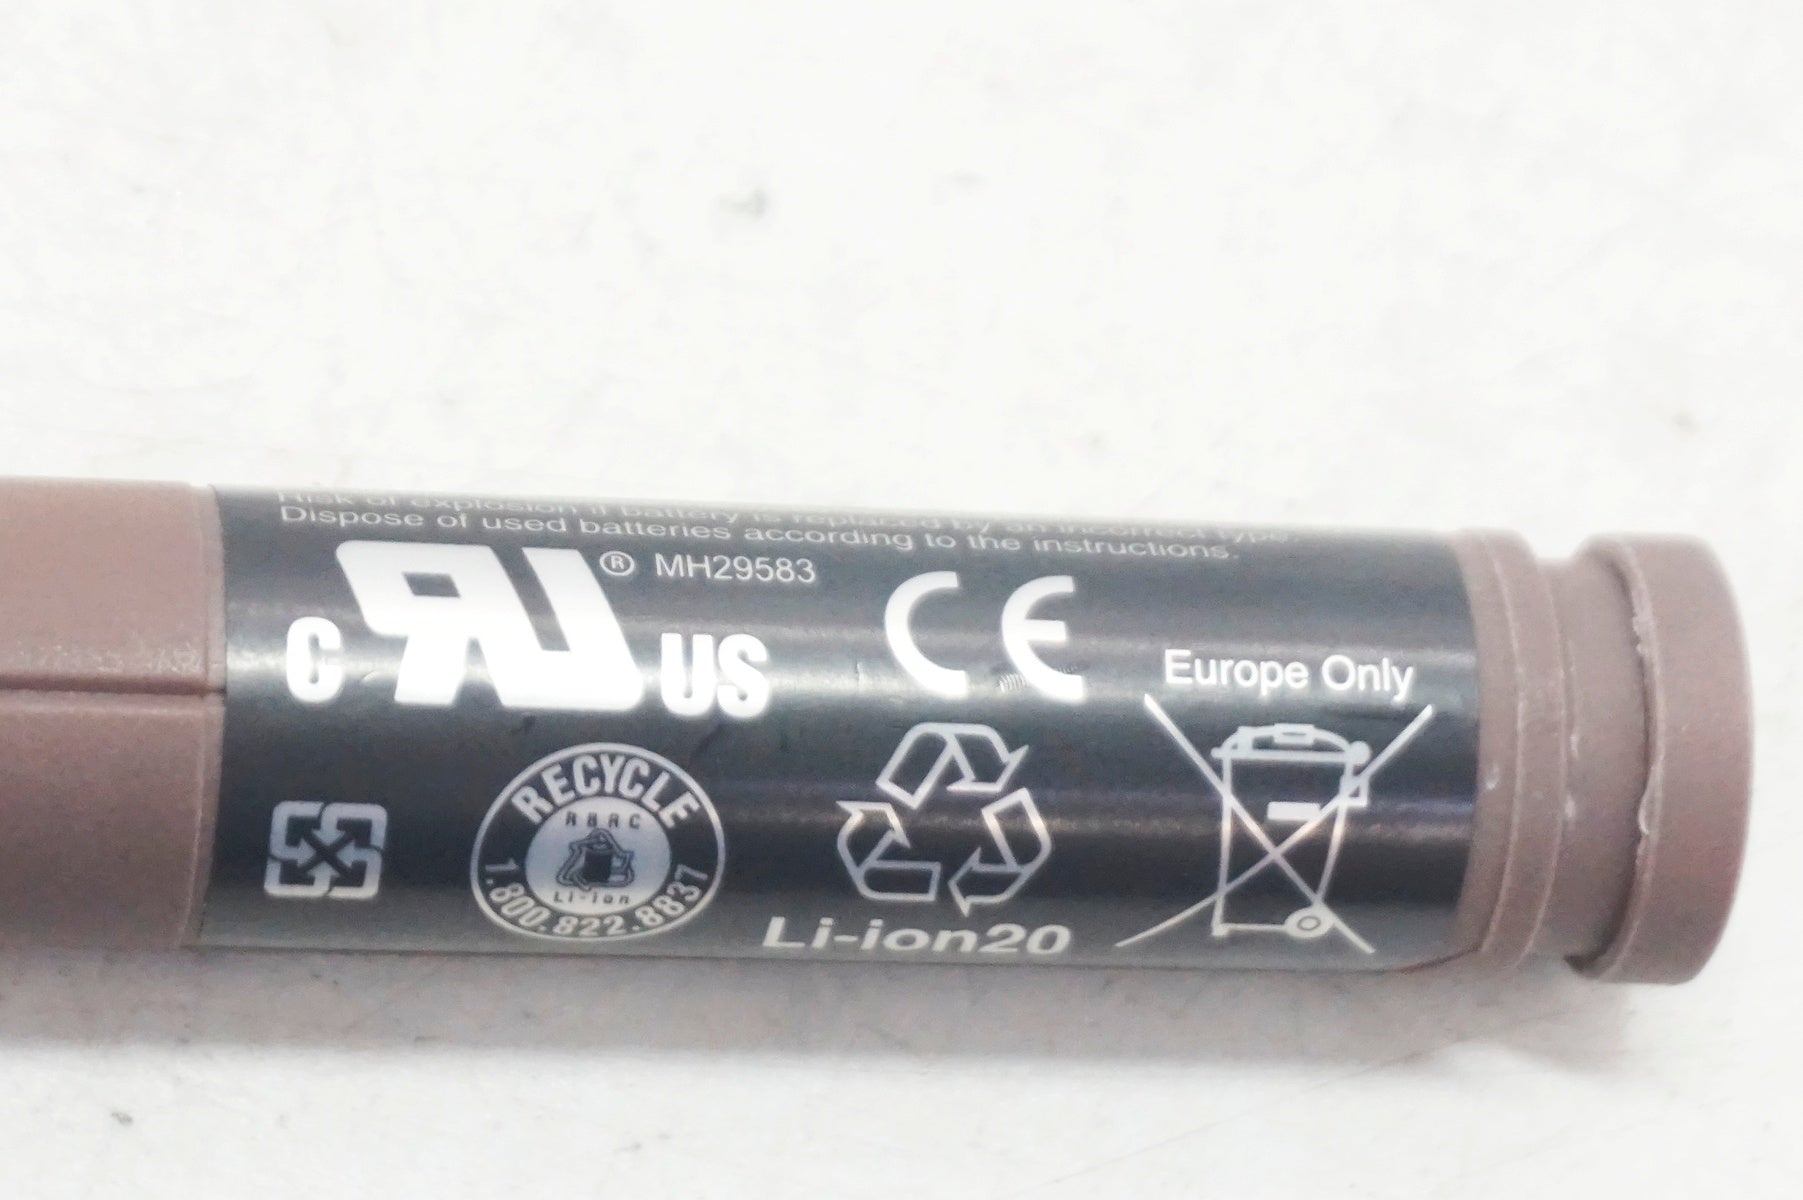 Risk of explosion if battery is replaced by an incorrect type.
Dispose of used batteries according to the instructions.
® MH29583
C RU US
CE
Europe Only
RECYCLE
RBRC
Li-ion
1.800.822.8837
Li-ion20